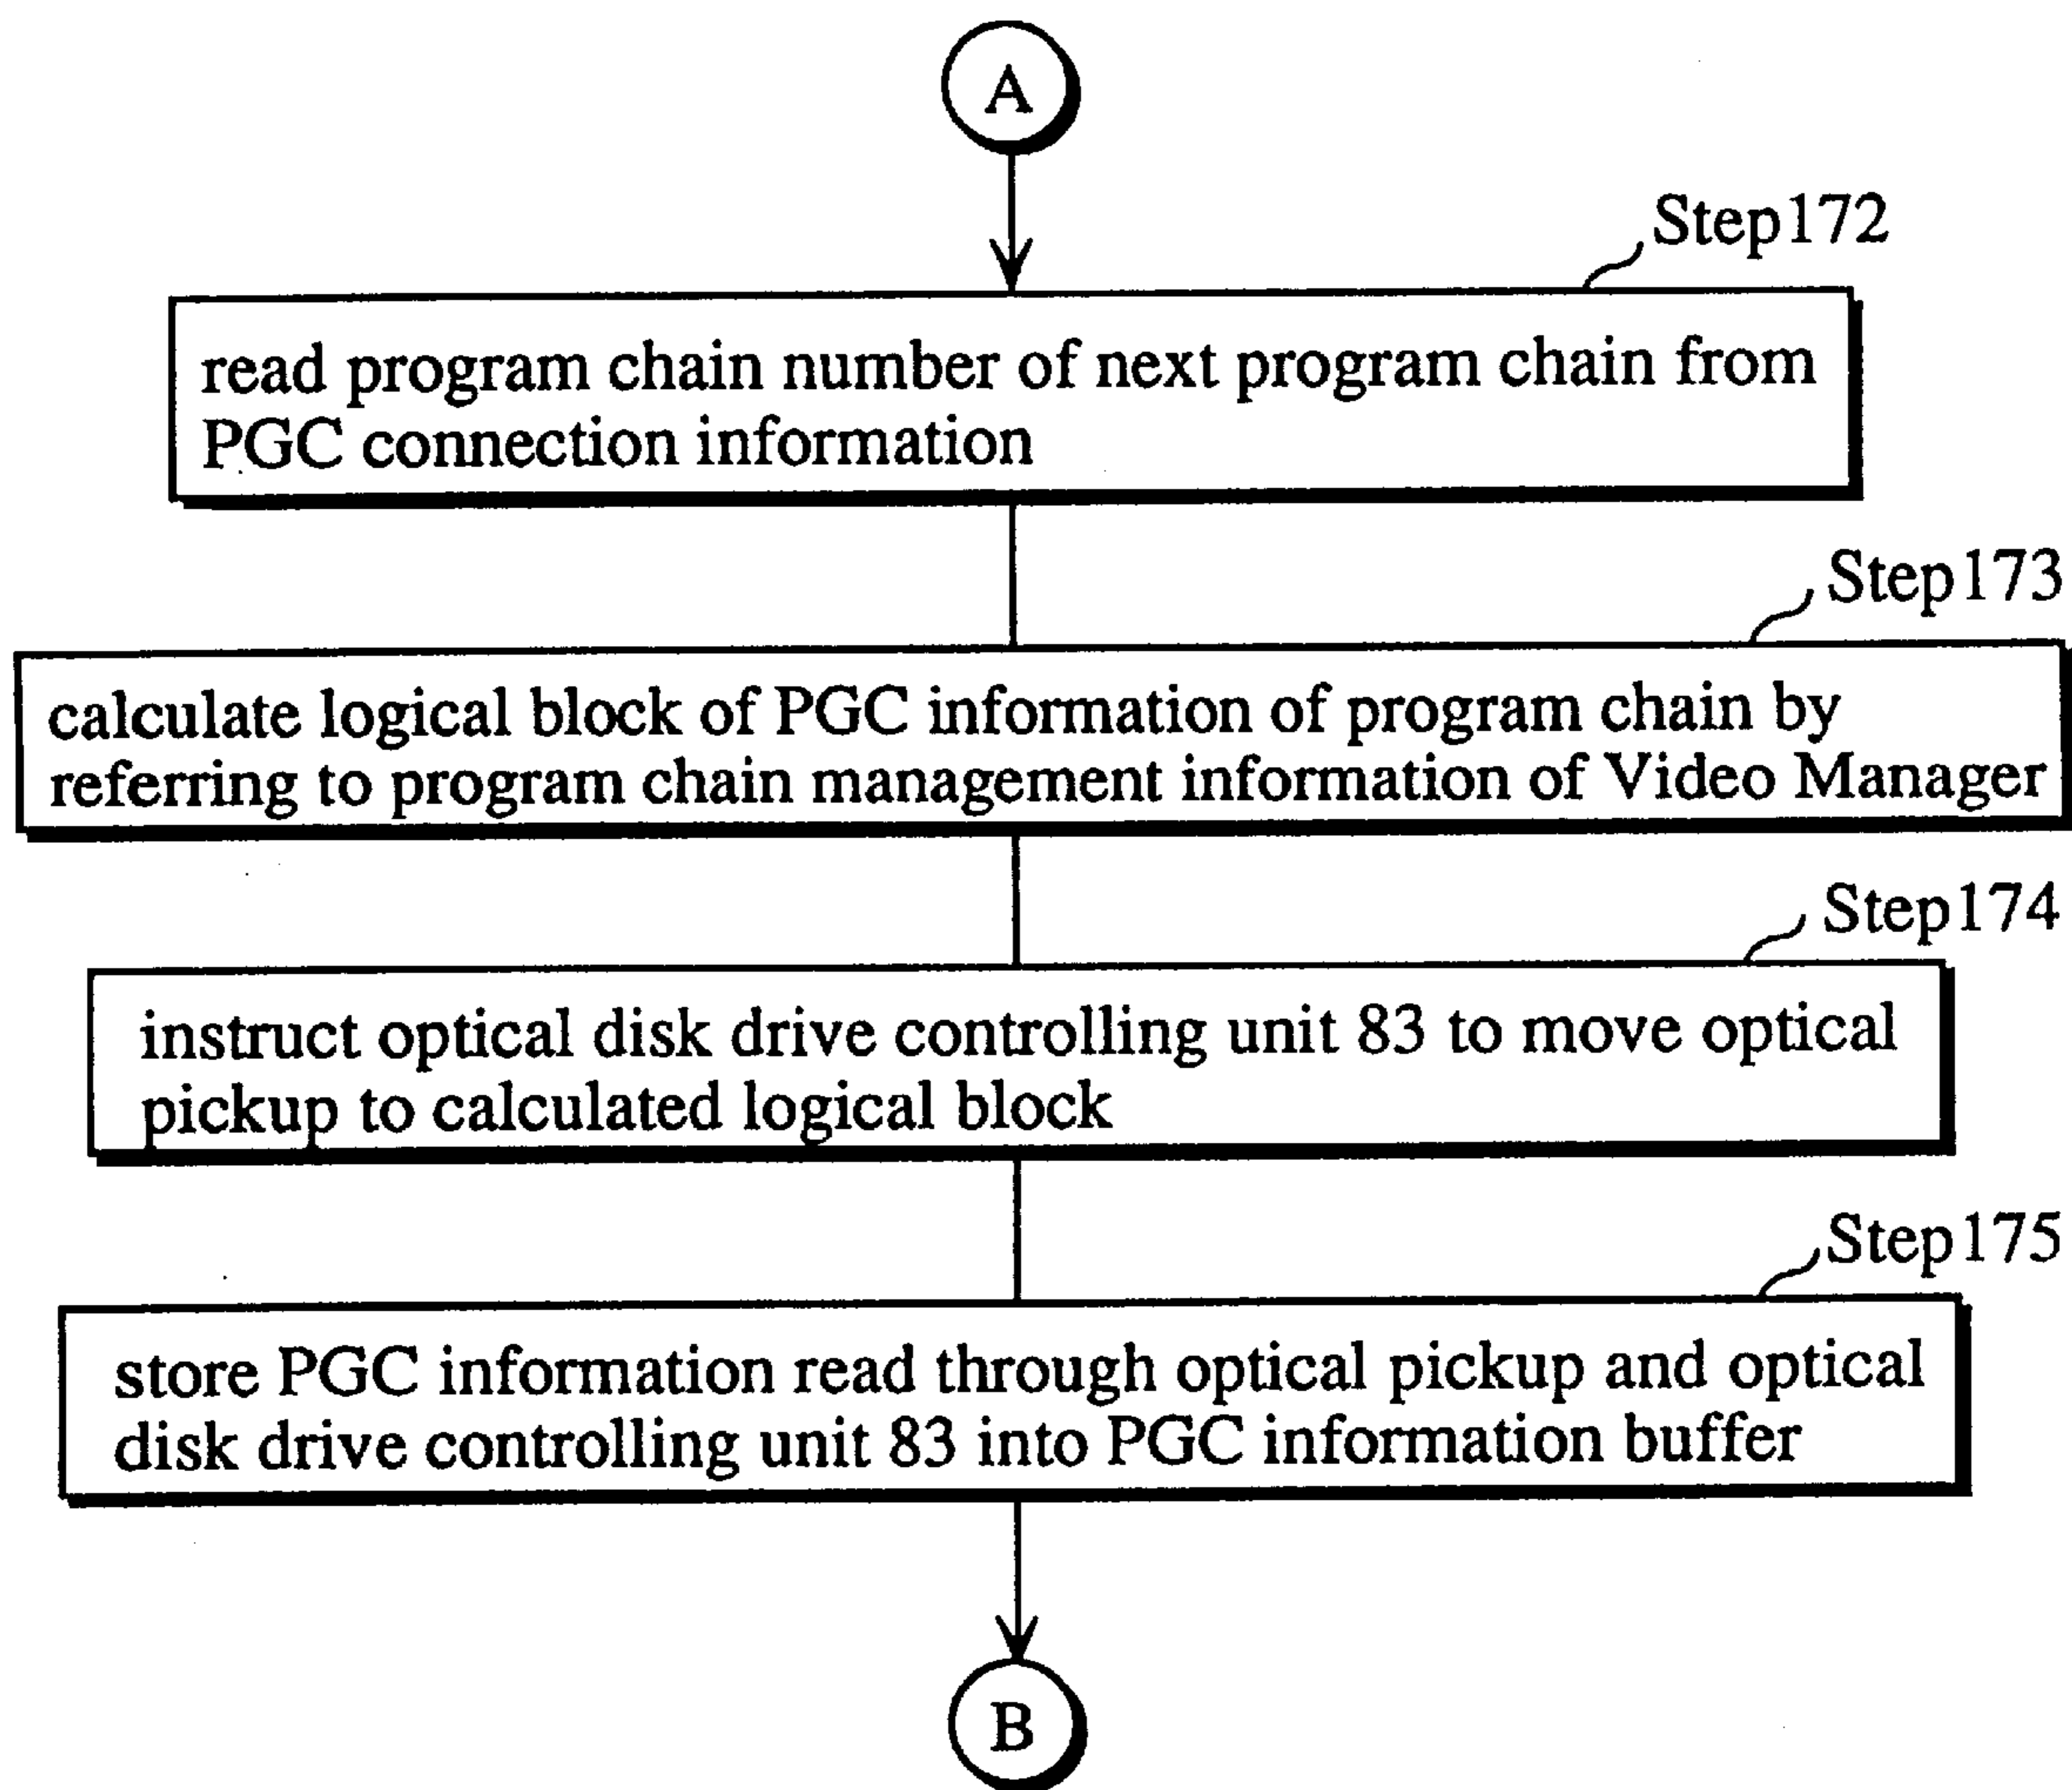 A
Step172
read program chain number of next program chain from
PGC connection information
Step173
calculate logical block of PGC information of program chain by
referring to program chain management information of Video Manager
Step174
instruct optical disk drive controlling unit 83 to move optical
pickup to calculated logical block
Step175
store PGC information read through optical pickup and optical
disk drive controlling unit 83 into PGC information buffer
B